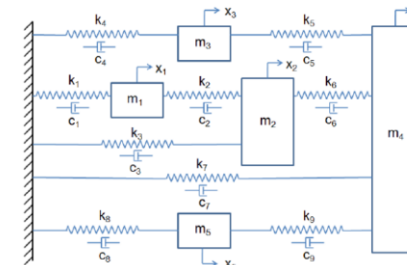 k₄ x₃ k₅
c₄ m₃ c₅
k₁ x₁ k₂ x₂ k₆
m₁ m₂ m₄
c₁ c₂ c₆
k₃
c₃
k₇
c₇
k₈ k₉
m₅
c₈ c₉